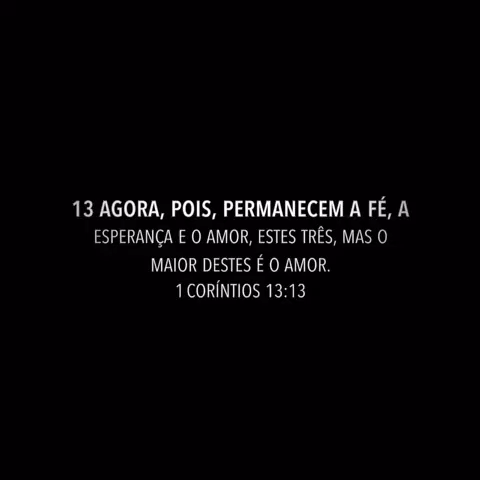 13 AGORA, POIS, PERMANECEM A FÉ, A
ESPERANÇA E O AMOR, ESTES TRÊS, MAS O
MAIOR DESTES É O AMOR.
1 CORÍNTIOS 13:13